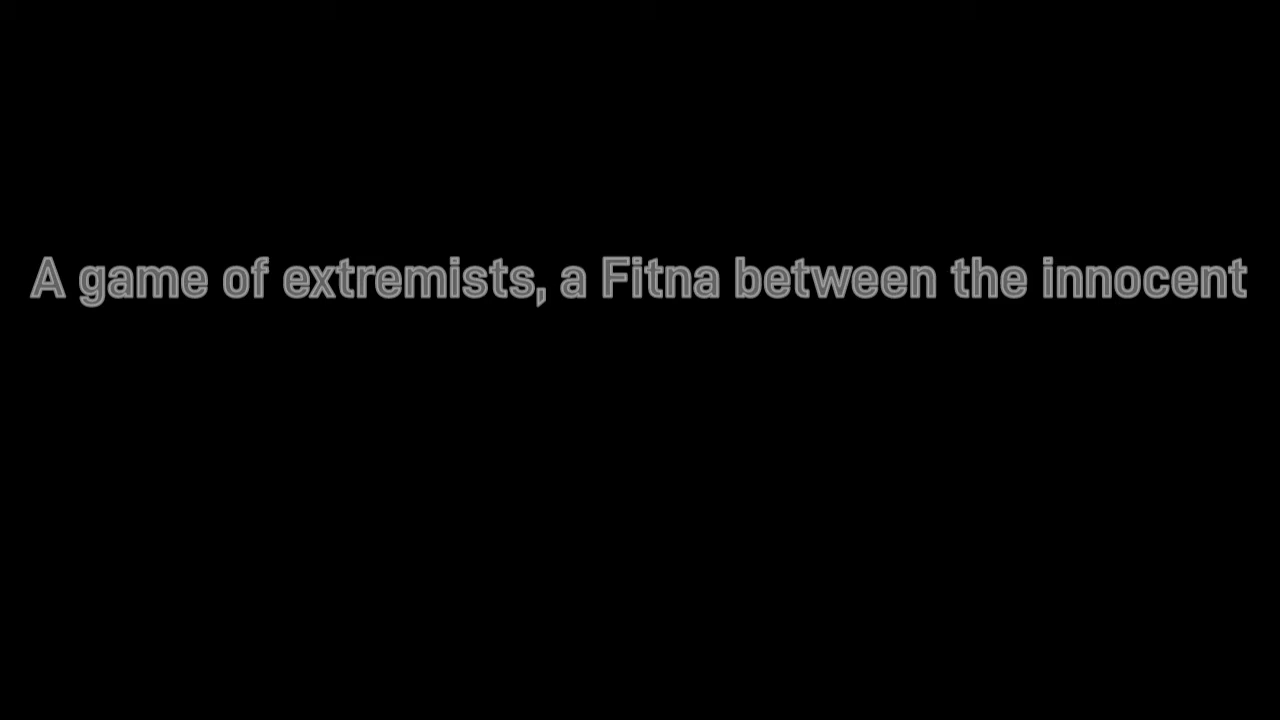 A game of extremists, a Fitna between the innocent